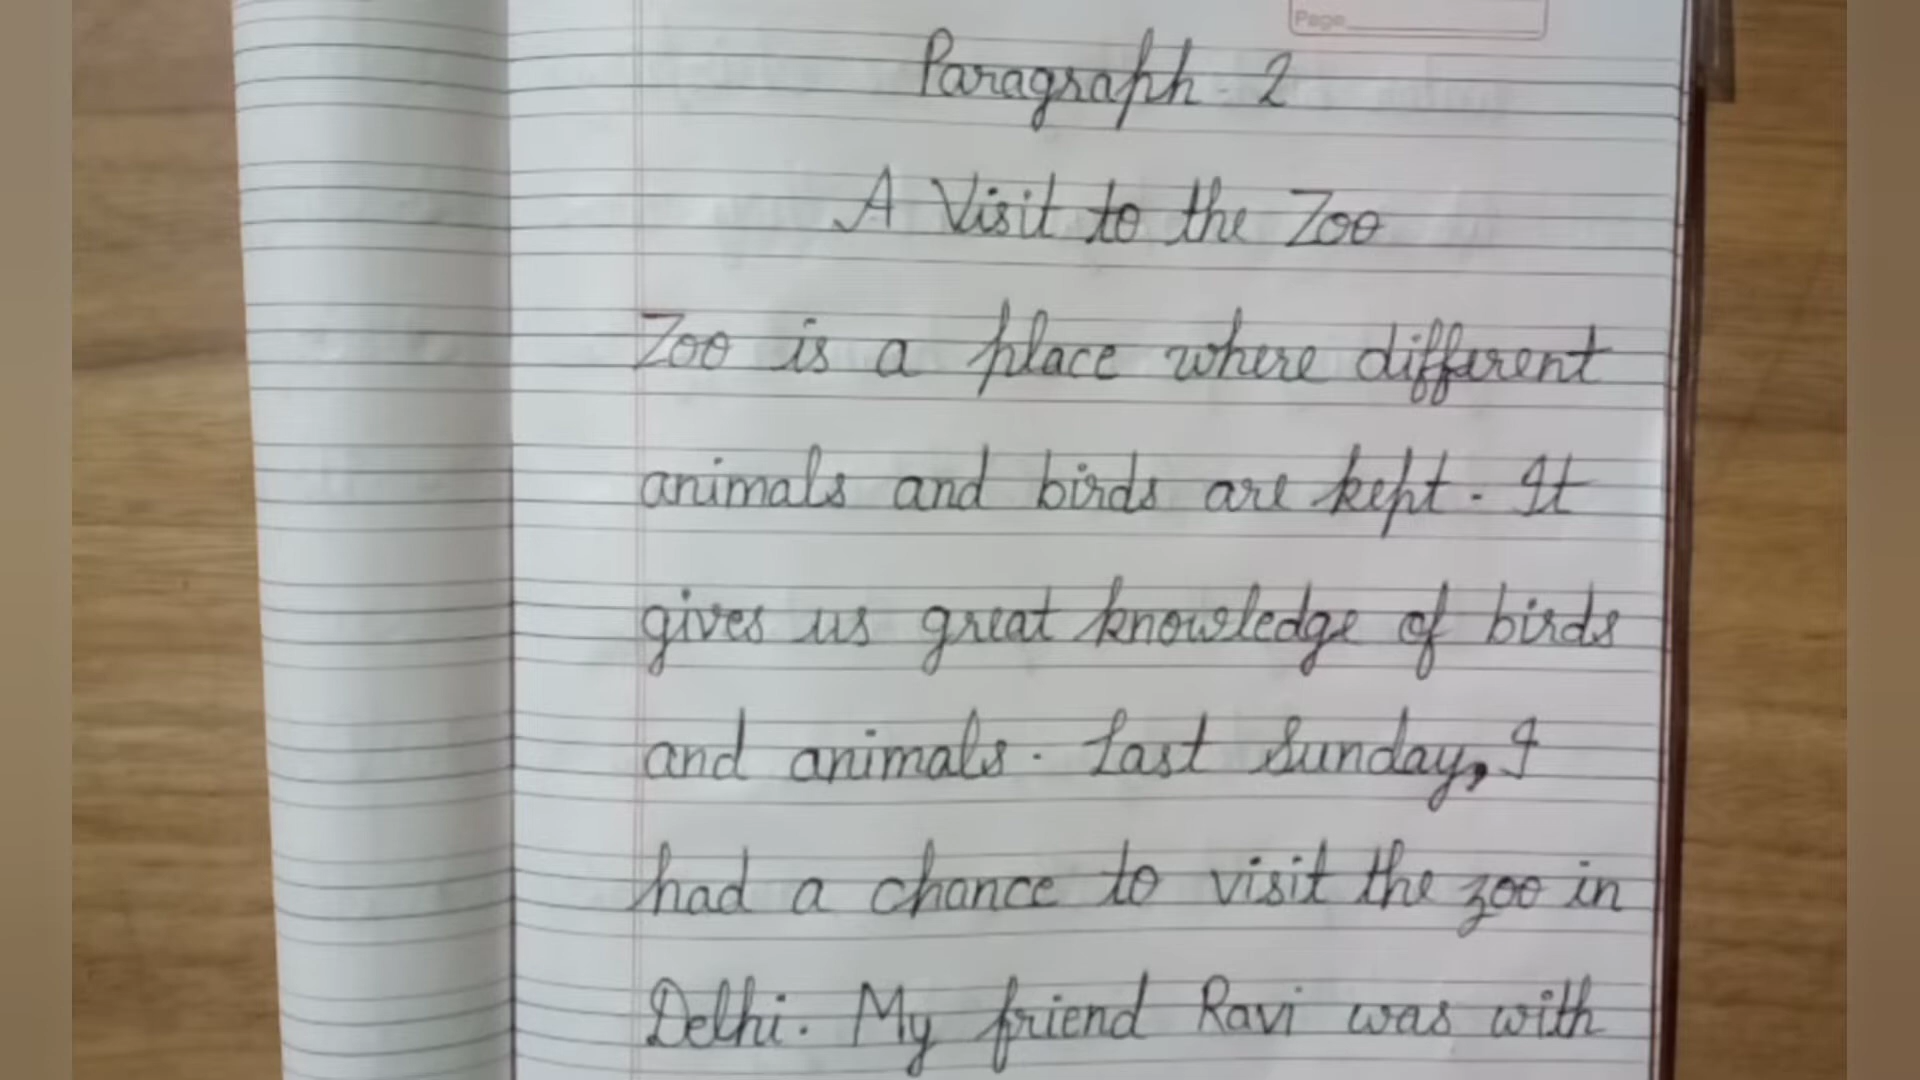 Page
Paragraph - 2
A Visit to the Zoo
Zoo is a place where different
animals and birds are kept. It
gives us great knowledge of birds
and animals. Last Sunday, I
had a chance to visit the zoo in
Delhi. My friend Ravi was with